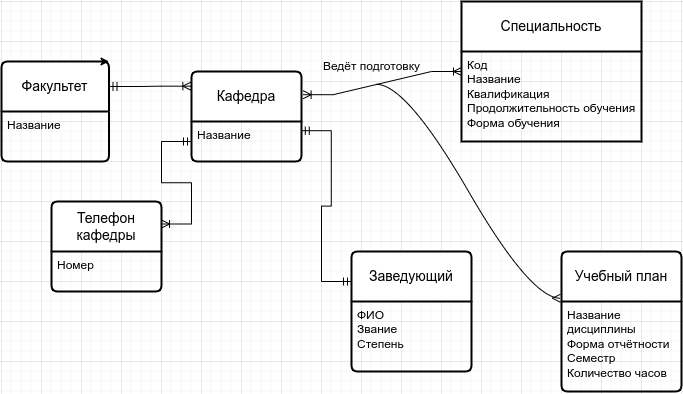 Специальность
Код
Название
Квалификация
Продолжительность обучения
Форма обучения
Ведёт подготовку
Факультет
Название
Кафедра
Название
Телефон
кафедры
Номер
Заведующий
ФИО
Звание
Степень
Учебный план
Название
дисциплины
Форма отчётности
Семестр
Количество часов